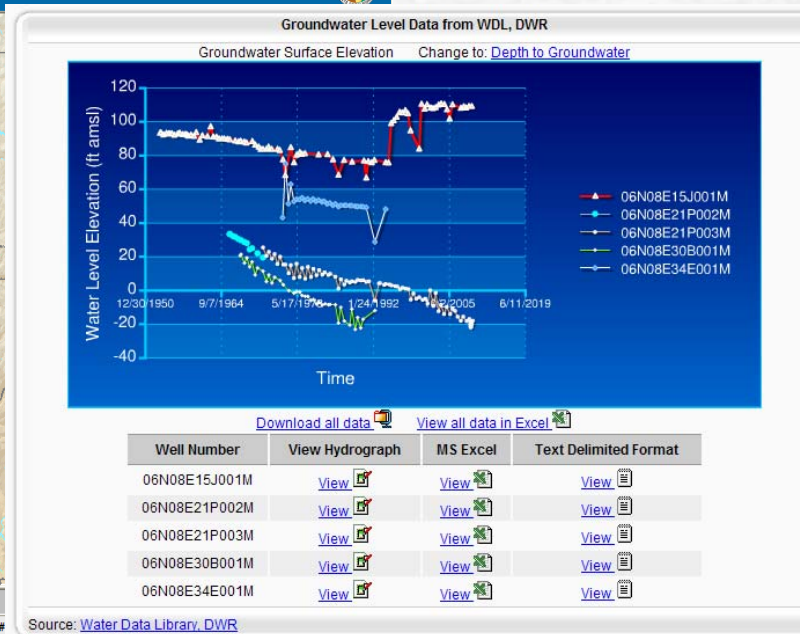 Groundwater Level Data from WDL, DWR
Groundwater Surface Elevation Change to: Depth to Groundwater
Water Level Elevation (ft amsl)
120
100
80
60
40
20
0
-20
-40
12/30/1950 9/7/1964 1/24/1992 6/11/2019
Time
06N08E15J001M
06N08E21P002M
06N08E21P003M
06N08E30B001M
06N08E34E001M
Download all data View all data in Excel
Well Number View Hydrograph MS Excel Text Delimited Format
06N08E15J001M View View View
06N08E21P002M View View View
06N08E21P003M View View View
06N08E30B001M View View View
06N08E34E001M View View View
Source: Water Data Library, DWR
#